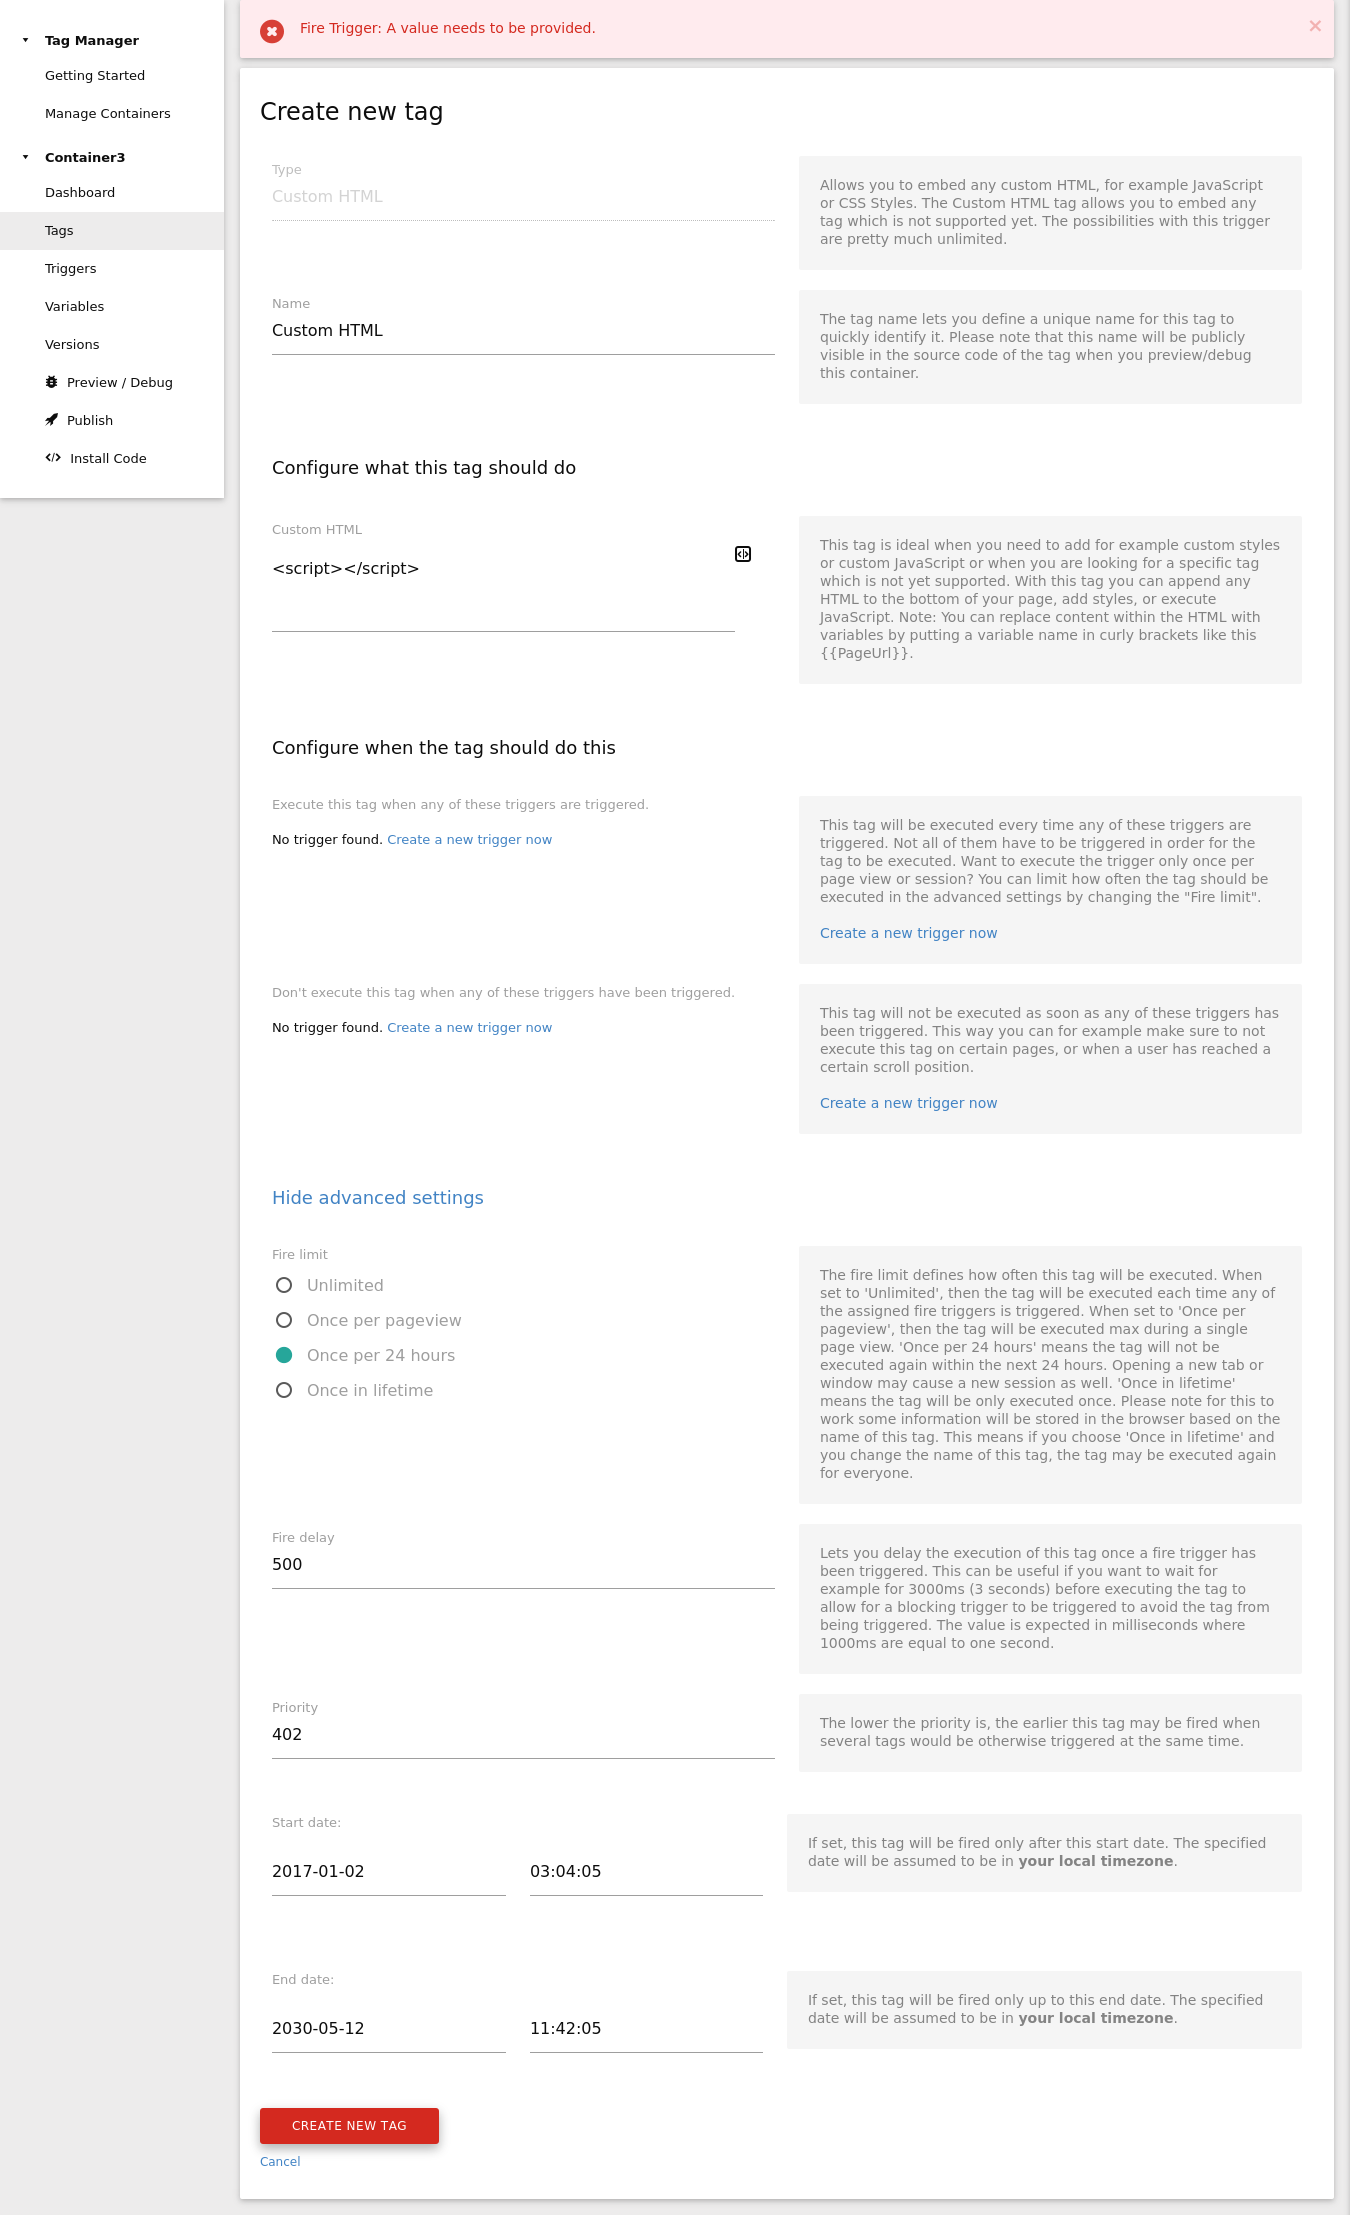 Tag Manager
Getting Started
Manage Containers
Container3
Dashboard
Tags
Triggers
Variables
Versions
Preview / Debug
Publish
Install Code
Fire Trigger: A value needs to be provided.
×
Create new tag
Type
Custom HTML
Allows you to embed any custom HTML, for example JavaScript
or CSS Styles. The Custom HTML tag allows you to embed any
tag which is not supported yet. The possibilities with this trigger
are pretty much unlimited.
Name
Custom HTML
The tag name lets you define a unique name for this tag to
quickly identify it. Please note that this name will be publicly
visible in the source code of the tag when you preview/debug
this container.
Configure what this tag should do
Custom HTML
<script></script>
This tag is ideal when you need to add for example custom styles
or custom JavaScript or when you are looking for a specific tag
which is not yet supported. With this tag you can append any
HTML to the bottom of your page, add styles, or execute
JavaScript. Note: You can replace content within the HTML with
variables by putting a variable name in curly brackets like this
{{PageUrl}}.
Configure when the tag should do this
Execute this tag when any of these triggers are triggered.
No trigger found. Create a new trigger now
This tag will be executed every time any of these triggers are
triggered. Not all of them have to be triggered in order for the
tag to be executed. Want to execute the trigger only once per
page view or session? You can limit how often the tag should be
executed in the advanced settings by changing the "Fire limit".
Create a new trigger now
Don't execute this tag when any of these triggers have been triggered.
No trigger found. Create a new trigger now
This tag will not be executed as soon as any of these triggers has
been triggered. This way you can for example make sure to not
execute this tag on certain pages, or when a user has reached a
certain scroll position.
Create a new trigger now
Hide advanced settings
Fire limit
Unlimited
Once per pageview
Once per 24 hours
Once in lifetime
The fire limit defines how often this tag will be executed. When
set to 'Unlimited', then the tag will be executed each time any of
the assigned fire triggers is triggered. When set to 'Once per
pageview', then the tag will be executed max during a single
page view. 'Once per 24 hours' means the tag will not be
executed again within the next 24 hours. Opening a new tab or
window may cause a new session as well. 'Once in lifetime'
means the tag will be only executed once. Please note for this to
work some information will be stored in the browser based on the
name of this tag. This means if you choose 'Once in lifetime' and
you change the name of this tag, the tag may be executed again
for everyone.
Fire delay
500
Lets you delay the execution of this tag once a fire trigger has
been triggered. This can be useful if you want to wait for
example for 3000ms (3 seconds) before executing the tag to
allow for a blocking trigger to be triggered to avoid the tag from
being triggered. The value is expected in milliseconds where
1000ms are equal to one second.
Priority
402
The lower the priority is, the earlier this tag may be fired when
several tags would be otherwise triggered at the same time.
Start date:
2017-01-02 03:04:05
If set, this tag will be fired only after this start date. The specified
date will be assumed to be in your local timezone.
End date:
2030-05-12 11:42:05
If set, this tag will be fired only up to this end date. The specified
date will be assumed to be in your local timezone.
CREATE NEW TAG
Cancel